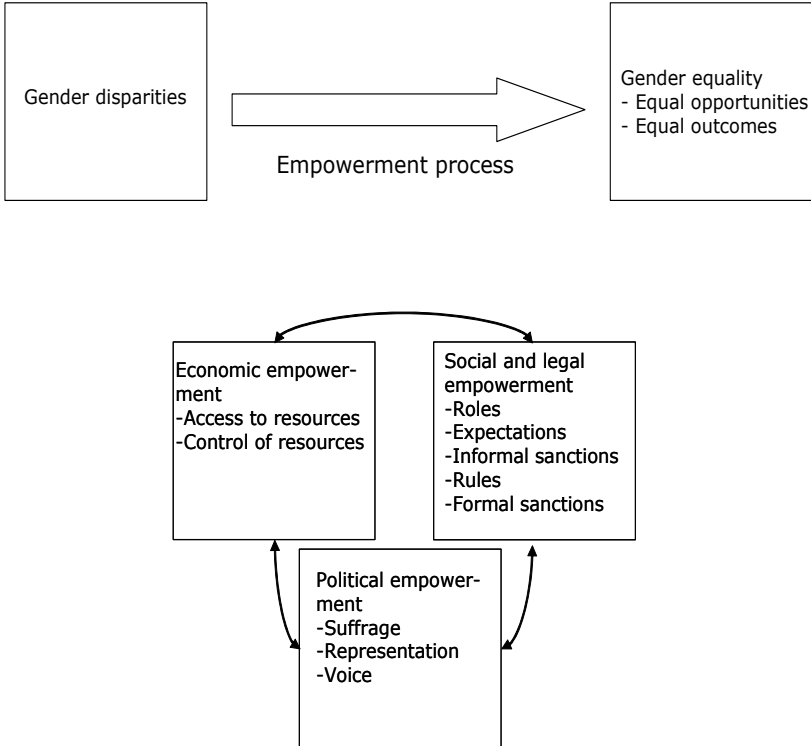 Gender disparities
Empowerment process
Gender equality
- Equal opportunities
- Equal outcomes
Economic empower-
ment
-Access to resources
-Control of resources
Social and legal
empowerment
-Roles
-Expectations
-Informal sanctions
-Rules
-Formal sanctions
Political empower-
ment
-Suffrage
-Representation
-Voice